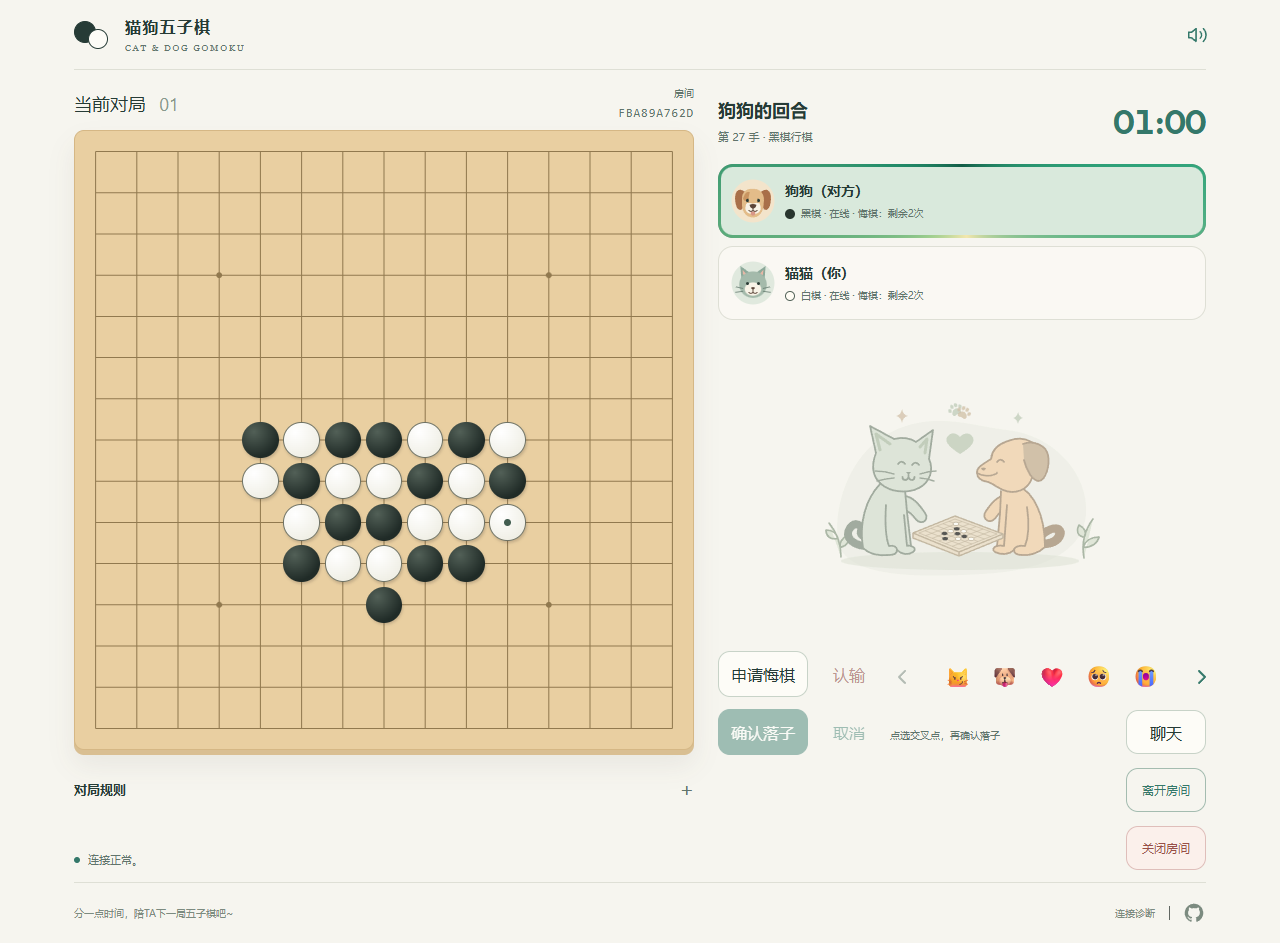 猫狗五子棋
CAT & DOG GOMOKU
当前对局 01
房间
FBA89A762D
狗狗的回合
第 27 手 · 黑棋行棋
01:00
狗狗（对方）
黑棋 · 在线 · 悔棋：剩余2次
猫猫（你）
白棋 · 在线 · 悔棋：剩余2次
申请悔棋 认输
确认落子 取消 点选交叉点，再确认落子 聊天
离开房间
关闭房间
对局规则 +
连接正常。
分一点时间，陪TA下一局五子棋吧~
连接诊断